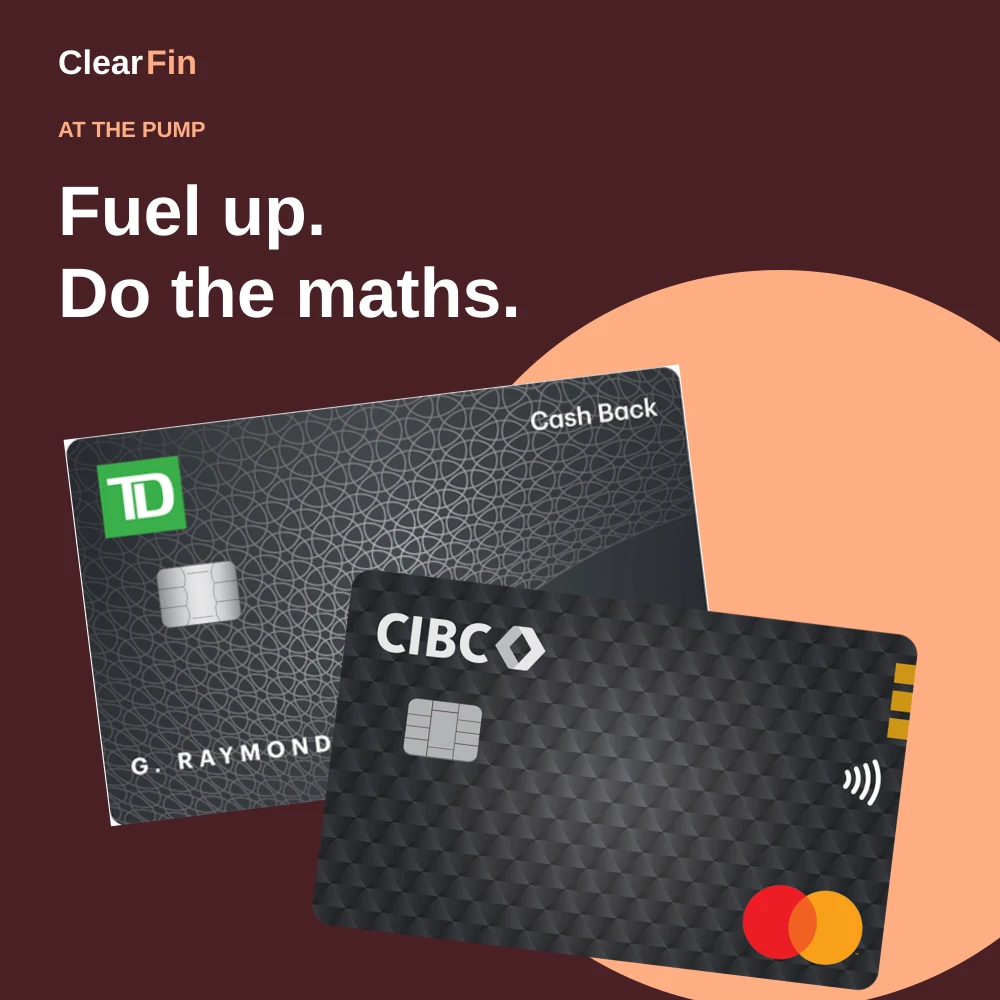 ClearFin
AT THE PUMP
Fuel up.
Do the maths.
Cash Back
TD
CIBC
G. RAYMOND